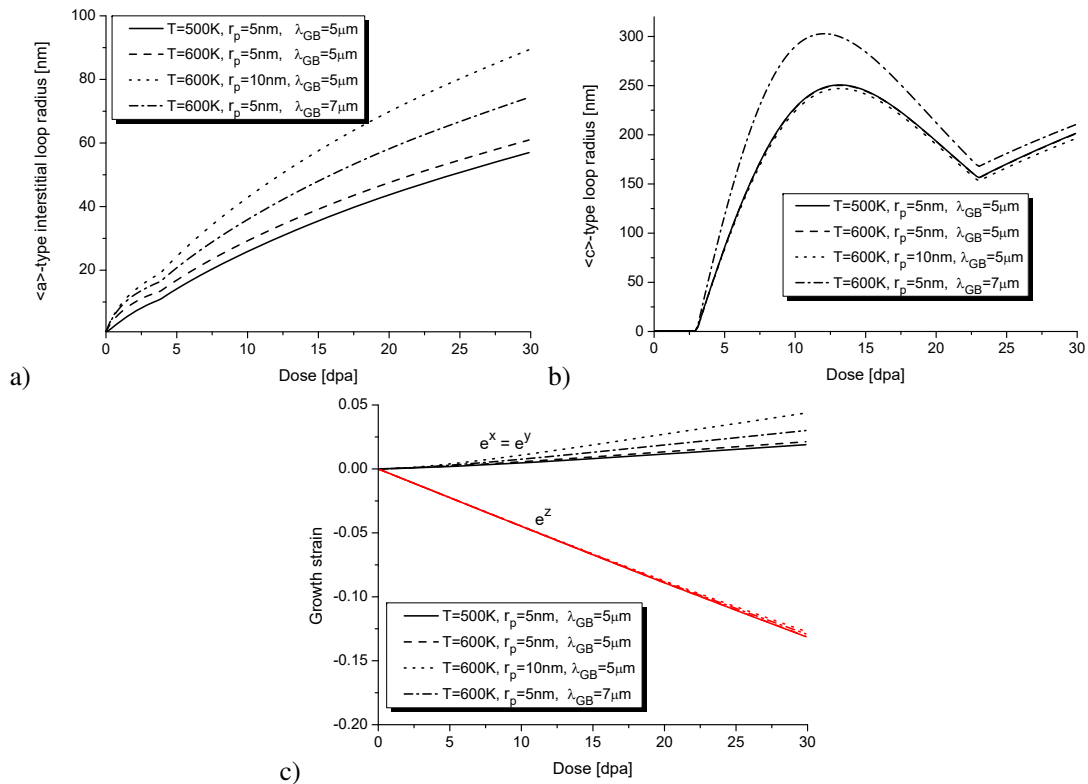 <a>-type interstitial loop radius [nm]
100
80
60
40
20
T=500K, r_p=5nm, λ_GB=5μm
T=600K, r_p=5nm, λ_GB=5μm
T=600K, r_p=10nm, λ_GB=5μm
T=600K, r_p=5nm, λ_GB=7μm
0 5 10 15 20 25 30
Dose [dpa]
a)
<c>-type loop radius [nm]
300
250
200
150
100
50
0
T=500K, r_p=5nm, λ_GB=5μm
T=600K, r_p=5nm, λ_GB=5μm
T=600K, r_p=10nm, λ_GB=5μm
T=600K, r_p=5nm, λ_GB=7μm
0 5 10 15 20 25 30
Dose [dpa]
b)
Growth strain
0.05
0.00
-0.05
-0.10
-0.15
-0.20
e^x = e^y
e^z
T=500K, r_p=5nm, λ_GB=5μm
T=600K, r_p=5nm, λ_GB=5μm
T=600K, r_p=10nm, λ_GB=5μm
T=600K, r_p=5nm, λ_GB=7μm
0 5 10 15 20 25 30
Dose [dpa]
c)